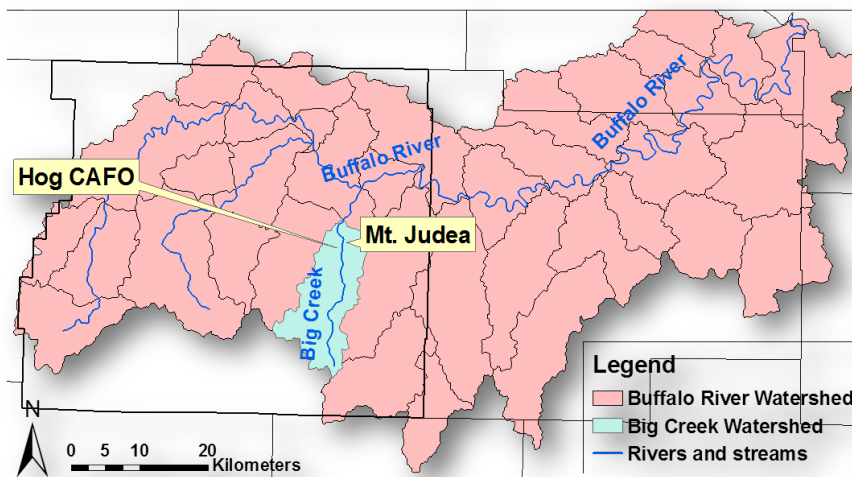 Buffalo River
Buffalo River
Hog CAFO
Mt. Judea
Big Creek
Legend
Buffalo River Watershed
Big Creek Watershed
Rivers and streams
N
0 5 10 20
Kilometers